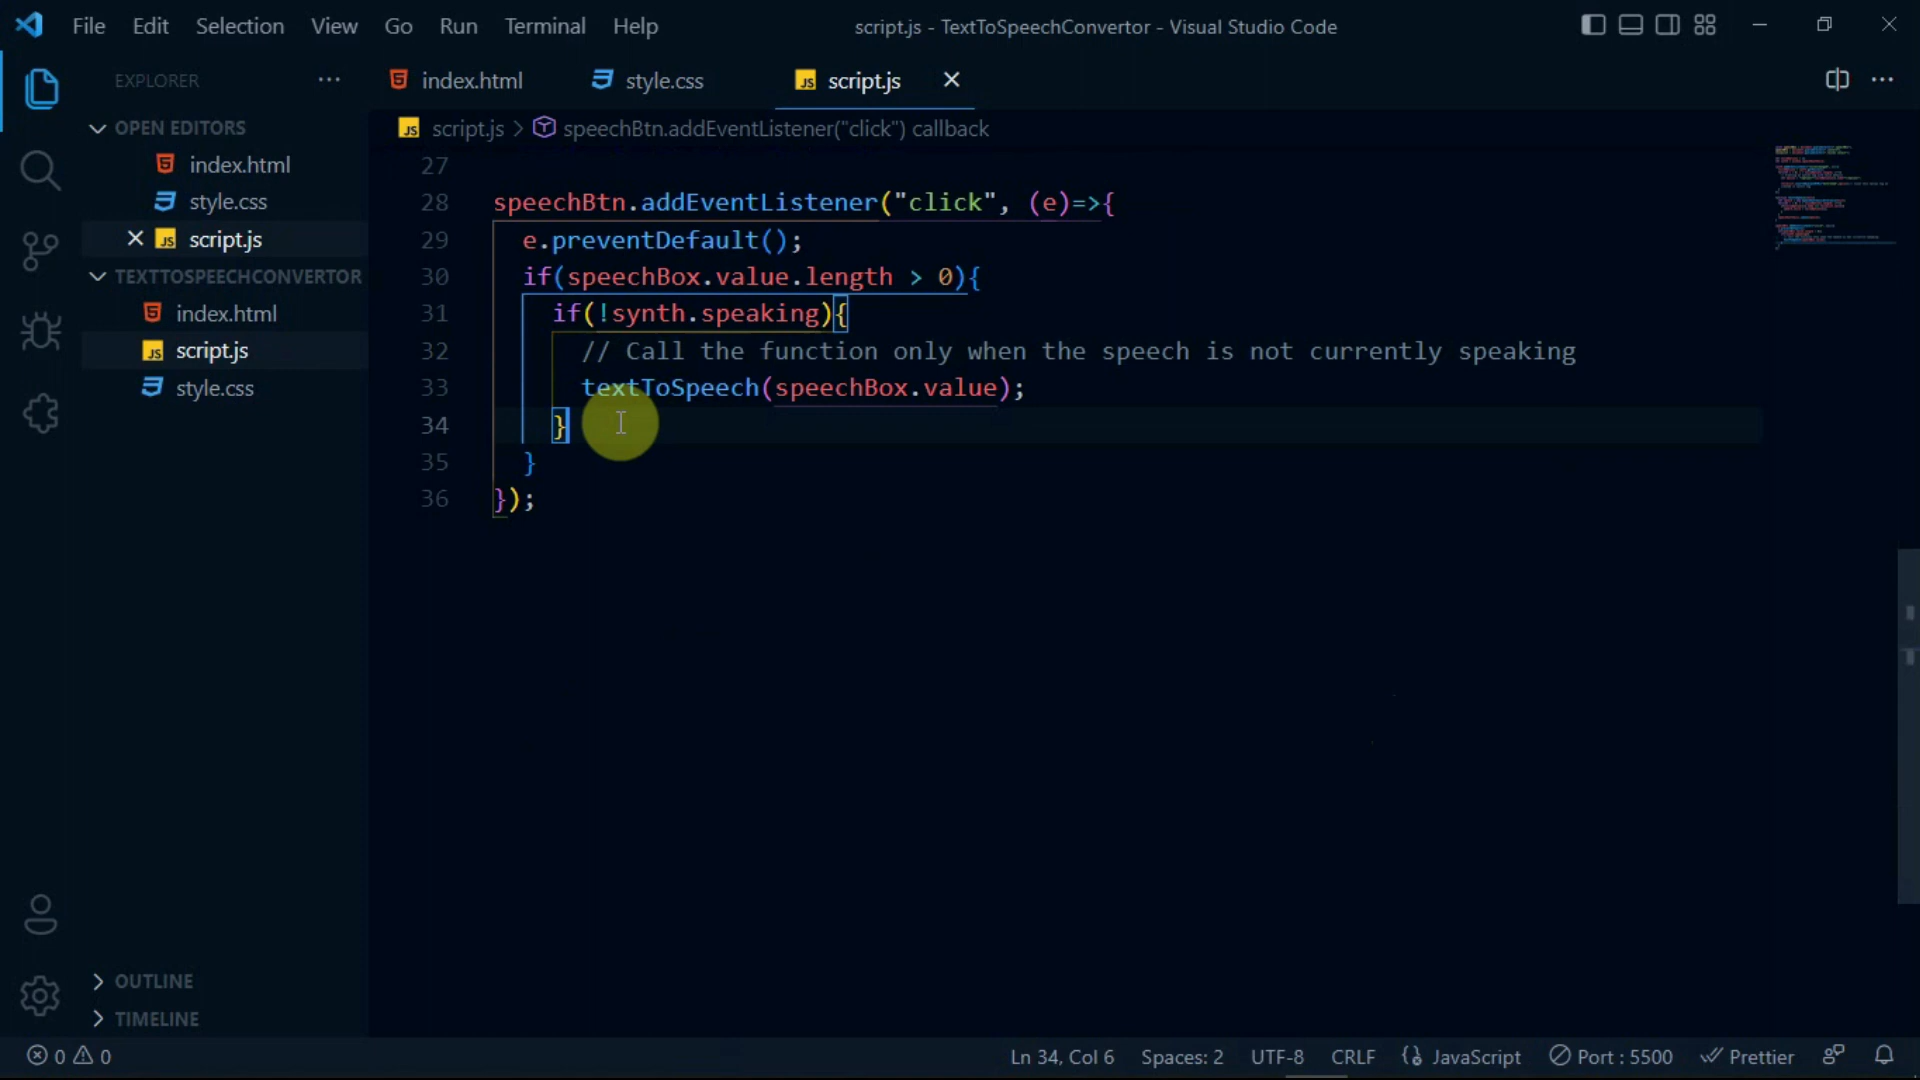 File Edit Selection View Go Run Terminal Help script.js - TextToSpeechConvertor - Visual Studio Code
EXPLORER ··· index.html style.css script.js
OPEN EDITORS
index.html
style.css
script.js
TEXTTOSPEECHCONVERTOR
index.html
script.js
style.css
script.js > speechBtn.addEventListener("click") callback
27
28 speechBtn.addEventListener("click", (e)=>{
29 e.preventDefault();
30 if(speechBox.value.length > 0){
31 if(!synth.speaking){
32 // Call the function only when the speech is not currently speaking
33 textToSpeech(speechBox.value);
34 }
35 }
36 });
OUTLINE
TIMELINE
0 0 Ln 34, Col 6 Spaces: 2 UTF-8 CRLF JavaScript Port : 5500 Prettier